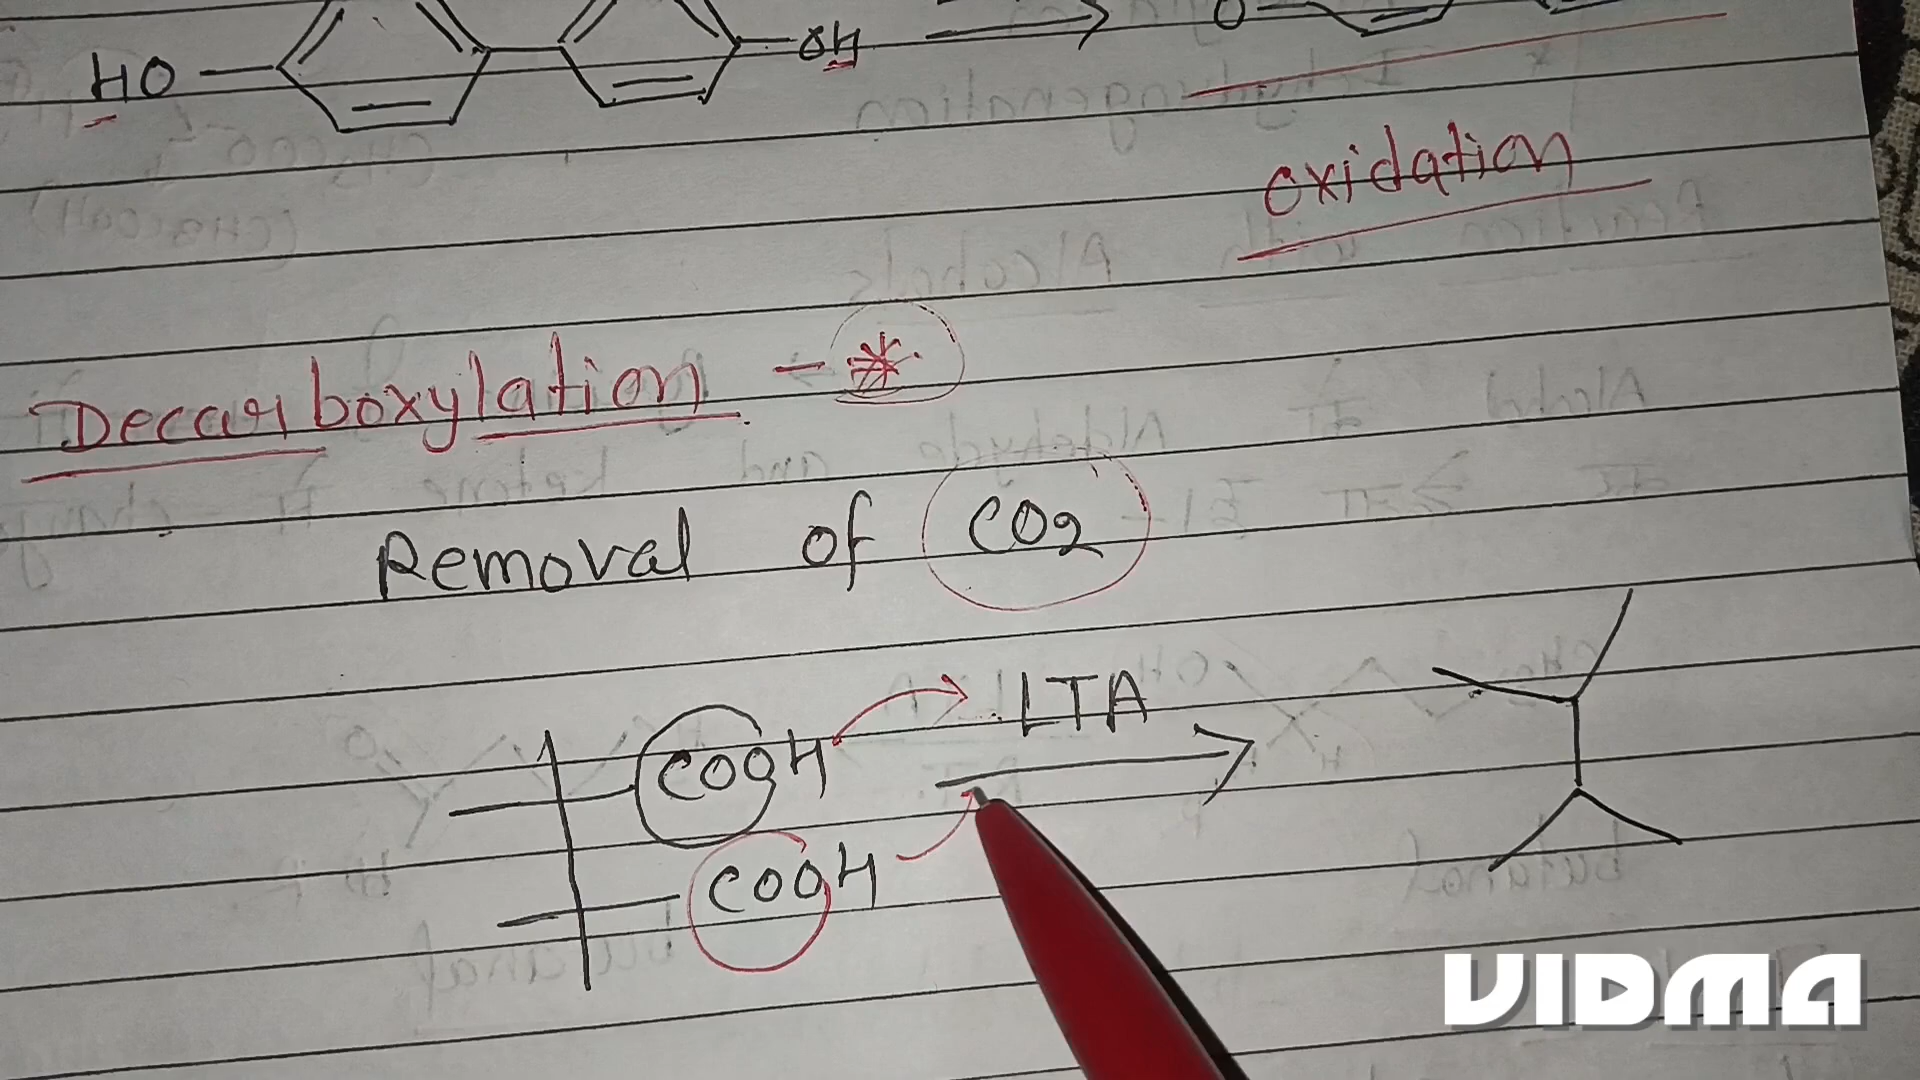 HO OH O
oxidation
Decarboxylation - *
Removal of CO2
COOH LTA
COOH
VIDMA